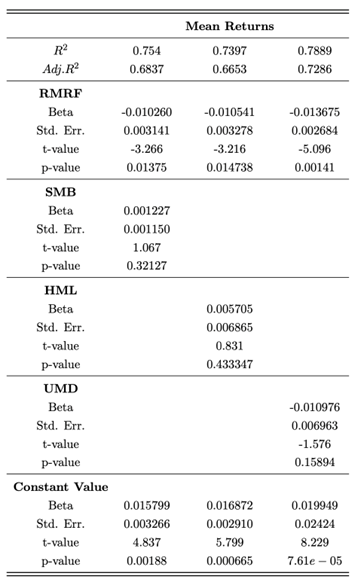 Mean Returns
R² 0.754 0.7397 0.7889
Adj.R² 0.6837 0.6653 0.7286
RMRF
Beta -0.010260 -0.010541 -0.013675
Std. Err. 0.003141 0.003278 0.002684
t-value -3.266 -3.216 -5.096
p-value 0.01375 0.014738 0.00141
SMB
Beta 0.001227
Std. Err. 0.001150
t-value 1.067
p-value 0.32127
HML
Beta 0.005705
Std. Err. 0.006865
t-value 0.831
p-value 0.433347
UMD
Beta -0.010976
Std. Err. 0.006963
t-value -1.576
p-value 0.15894
Constant Value
Beta 0.015799 0.016872 0.019949
Std. Err. 0.003266 0.002910 0.02424
t-value 4.837 5.799 8.229
p-value 0.00188 0.000665 7.61e − 05